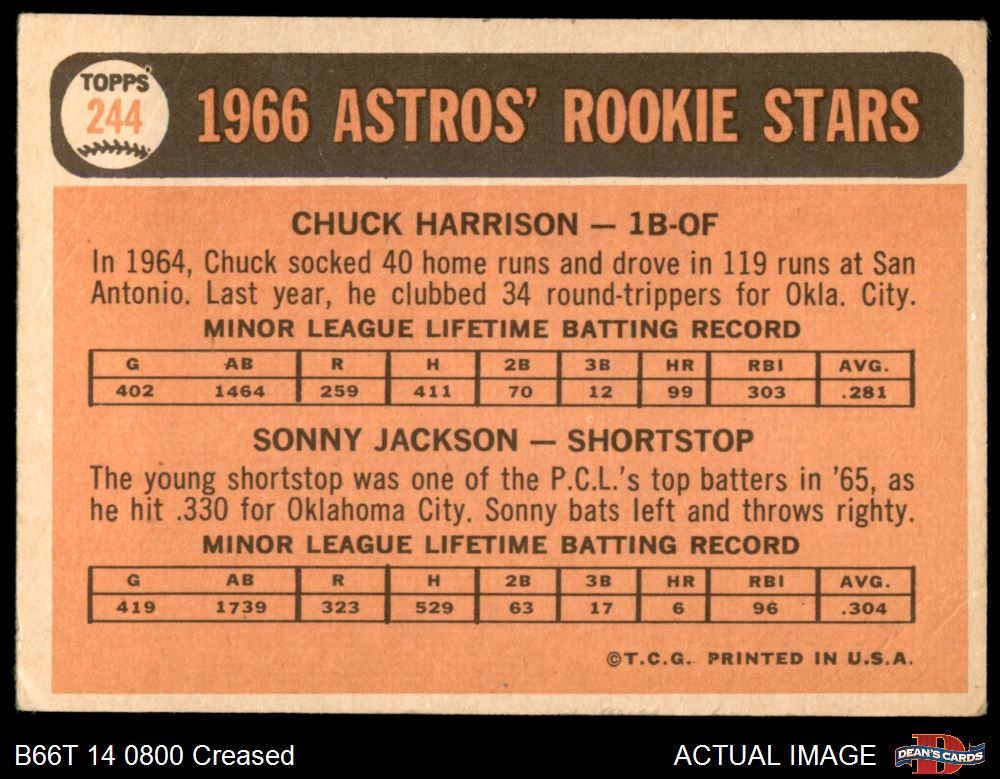 TOPPS
244
1966 ASTROS' ROOKIE STARS
CHUCK HARRISON — 1B-OF
In 1964, Chuck socked 40 home runs and drove in 119 runs at San
Antonio. Last year, he clubbed 34 round-trippers for Okla. City.
MINOR LEAGUE LIFETIME BATTING RECORD
G AB R H 2B 3B HR RBI AVG.
402 1464 259 411 70 12 99 303 .281
SONNY JACKSON — SHORTSTOP
The young shortstop was one of the P.C.L.'s top batters in '65, as
he hit .330 for Oklahoma City. Sonny bats left and throws righty.
MINOR LEAGUE LIFETIME BATTING RECORD
G AB R H 2B 3B HR RBI AVG.
419 1739 323 529 63 17 6 96 .304
©T.C.G. PRINTED IN U.S.A.
B66T 14 0800 Creased
ACTUAL IMAGE
DEAN'S CARDS